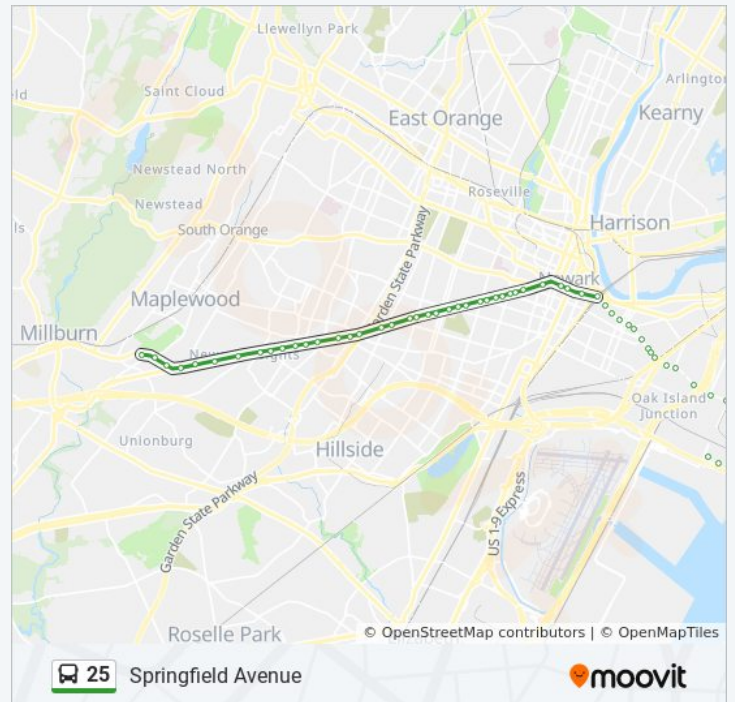 Llewellyn Park
Arlington
Saint Cloud
Kearny
East Orange
Newstead North
Roseville
Newstead
Harrison
South Orange
Garden State Parkway
Newark
Maplewood
Millburn
Oak Island
Junction
Unionburg
Hillside
US 1-9 Express
Garden State Parkway
Roselle Park
© OpenStreetMap contributors | © OpenMapTiles
25 Springfield Avenue
moovit